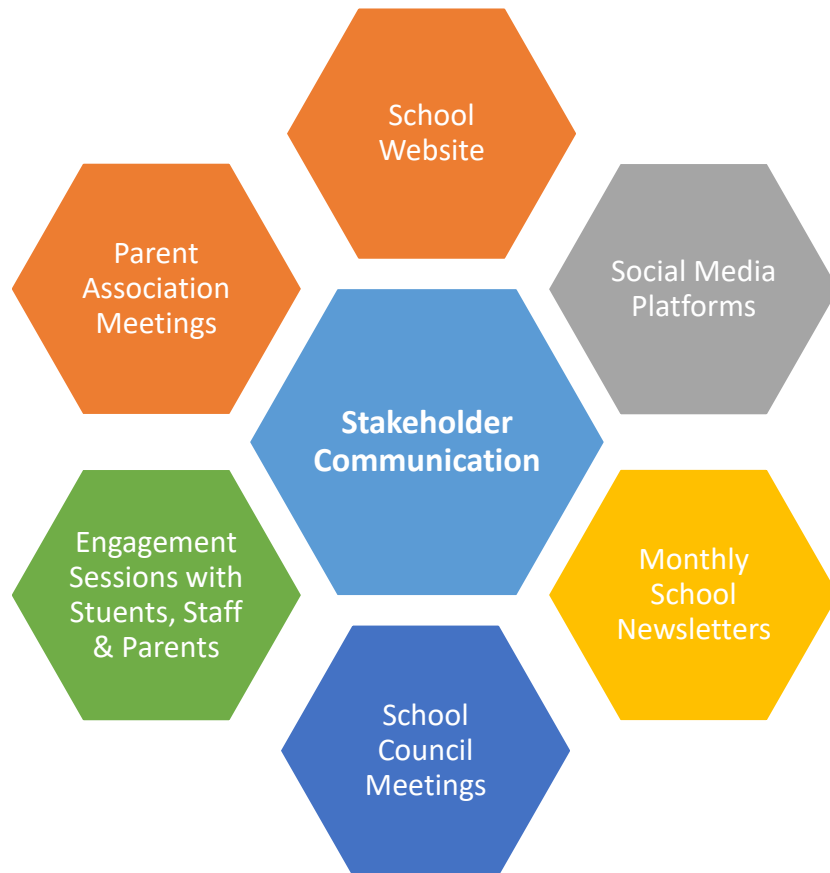 School
Website
Parent
Association
Meetings
Social Media
Platforms
Stakeholder
Communication
Engagement
Sessions with
Stuents, Staff
& Parents
Monthly
School
Newsletters
School
Council
Meetings